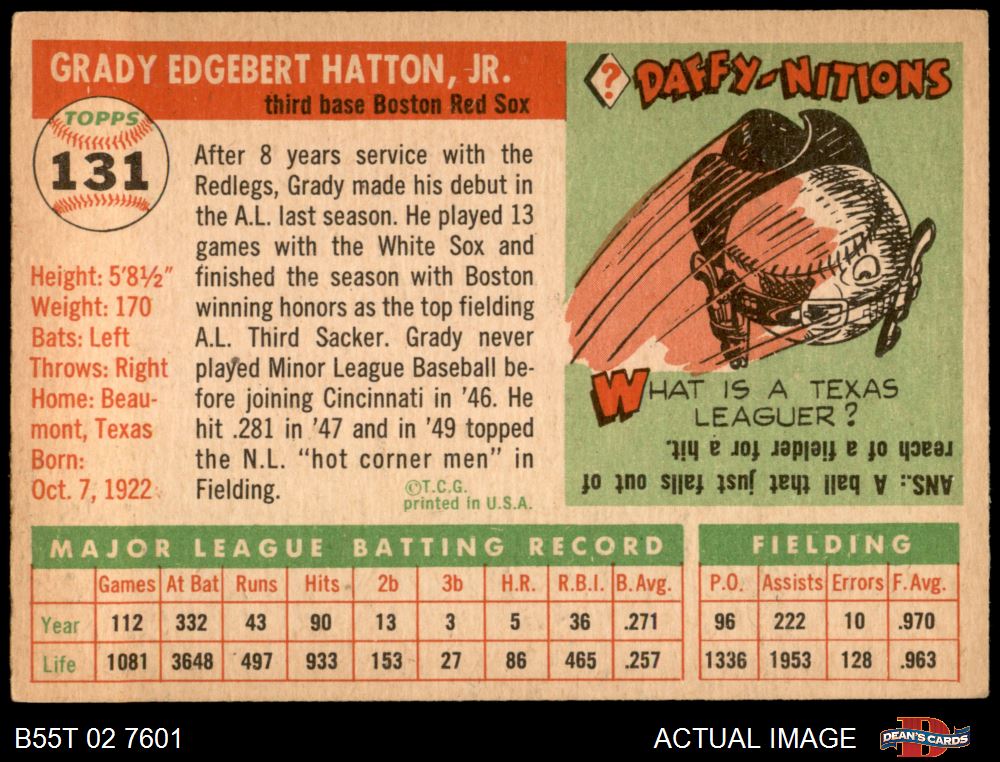 GRADY EDGEBERT HATTON, JR.
third base Boston Red Sox
TOPPS
131
Height: 5'8½"
Weight: 170
Bats: Left
Throws: Right
Home: Beau-
mont, Texas
Born:
Oct. 7, 1922
After 8 years service with the
Redlegs, Grady made his debut in
the A.L. last season. He played 13
games with the White Sox and
finished the season with Boston
winning honors as the top fielding
A.L. Third Sacker. Grady never
played Minor League Baseball be-
fore joining Cincinnati in '46. He
hit .281 in '47 and in '49 topped
the N.L. "hot corner men" in
Fielding.
©T.C.G.
printed in U.S.A.
? DAFFY-NITIONS
WHAT IS A TEXAS
LEAGUER?
ANS.: A ball that just falls out of
reach of a fielder for a hit.
MAJOR LEAGUE BATTING RECORD
Games At Bat Runs Hits 2b 3b H.R. R.B.I. B. Avg.
Year 112 332 43 90 13 3 5 36 .271
Life 1081 3648 497 933 153 27 86 465 .257
FIELDING
P.O. Assists Errors F. Avg.
96 222 10 .970
1336 1953 128 .963
B55T 02 7601
ACTUAL IMAGE
D
DEAN'S CARDS